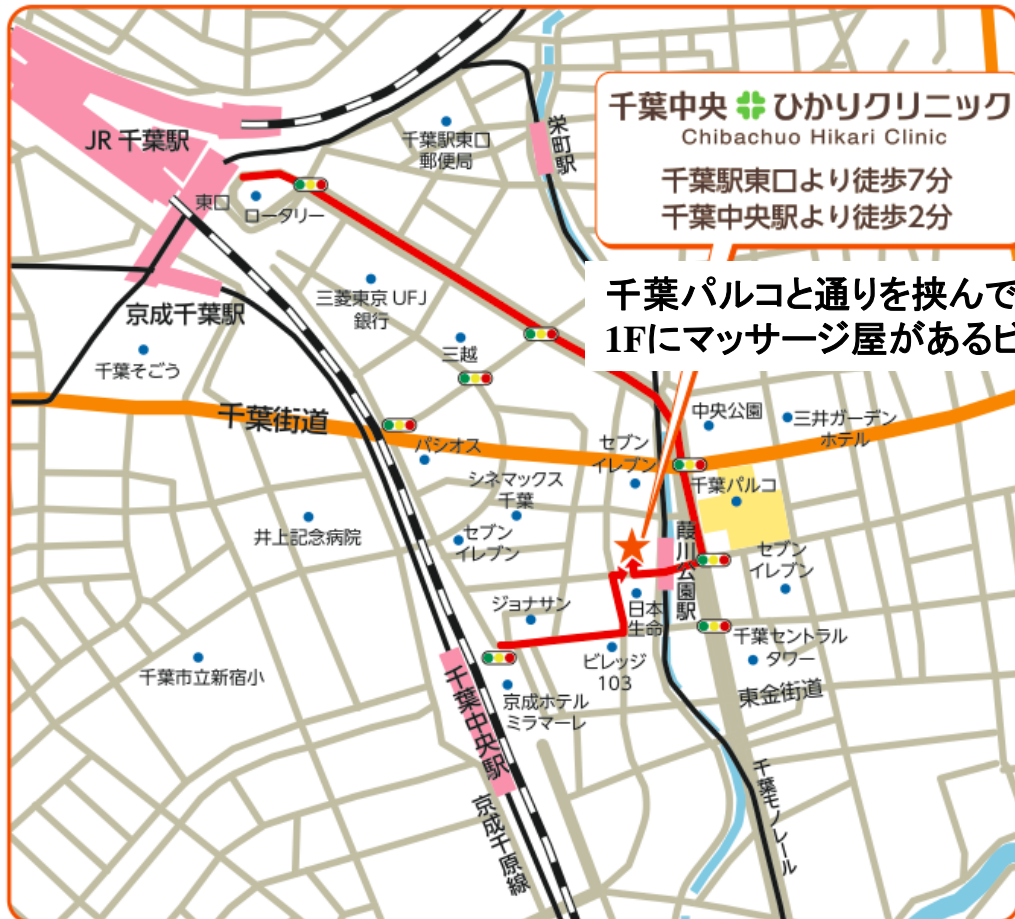 JR 千葉駅
千葉駅東口
郵便局
栄町駅
千葉中央 ひかりクリニック
Chibachuo Hikari Clinic
千葉駅東口より徒歩7分
千葉中央駅より徒歩2分
東口
ロータリー
千葉パルコと通りを挟んで
1Fにマッサージ屋があるビ
三菱東京 UFJ
銀行
京成千葉駅
千葉そごう
三越
千葉街道
パシオス
中央公園
三井ガーデン
ホテル
セブン
イレブン
シネマックス
千葉
千葉パルコ
井上記念病院
セブン
イレブン
葭川公園駅
セブン
イレブン
ジョナサン
日本
生命
千葉セントラル
タワー
ビレッジ
103
千葉市立新宿小
千葉中央駅
京成ホテル
ミラマーレ
東金街道
京成千原線
千葉モノレール